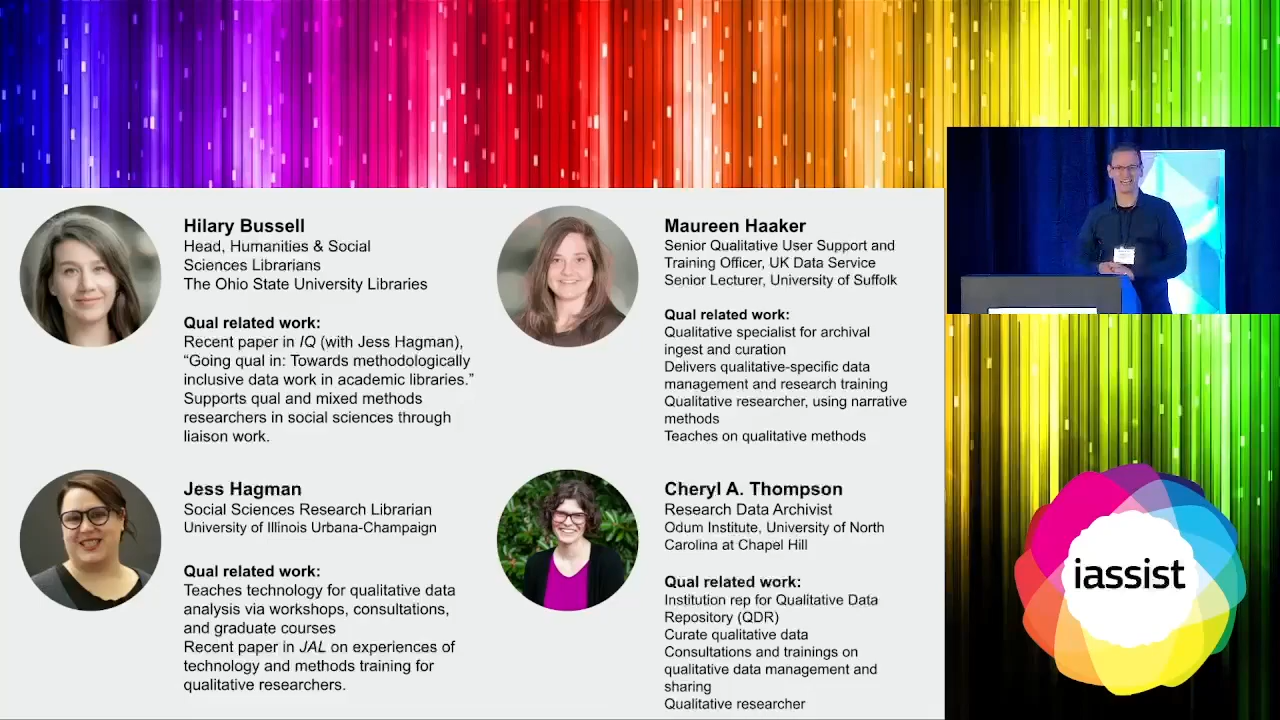 Hilary Bussell
Head, Humanities & Social
Sciences Librarians
The Ohio State University Libraries
Qual related work:
Recent paper in IQ (with Jess Hagman),
“Going qual in: Towards methodologically
inclusive data work in academic libraries.”
Supports qual and mixed methods
researchers in social sciences through
liaison work.
Maureen Haaker
Senior Qualitative User Support and
Training Officer, UK Data Service
Senior Lecturer, University of Suffolk
Qual related work:
Qualitative specialist for archival
ingest and curation
Delivers qualitative-specific data
management and research training
Qualitative researcher, using narrative
methods
Teaches on qualitative methods
Jess Hagman
Social Sciences Research Librarian
University of Illinois Urbana-Champaign
Qual related work:
Teaches technology for qualitative data
analysis via workshops, consultations,
and graduate courses
Recent paper in JAL on experiences of
technology and methods training for
qualitative researchers.
Cheryl A. Thompson
Research Data Archivist
Odum Institute, University of North
Carolina at Chapel Hill
Qual related work:
Institution rep for Qualitative Data
Repository (QDR)
Curate qualitative data
Consultations and trainings on
qualitative data management and
sharing
Qualitative researcher
iassist